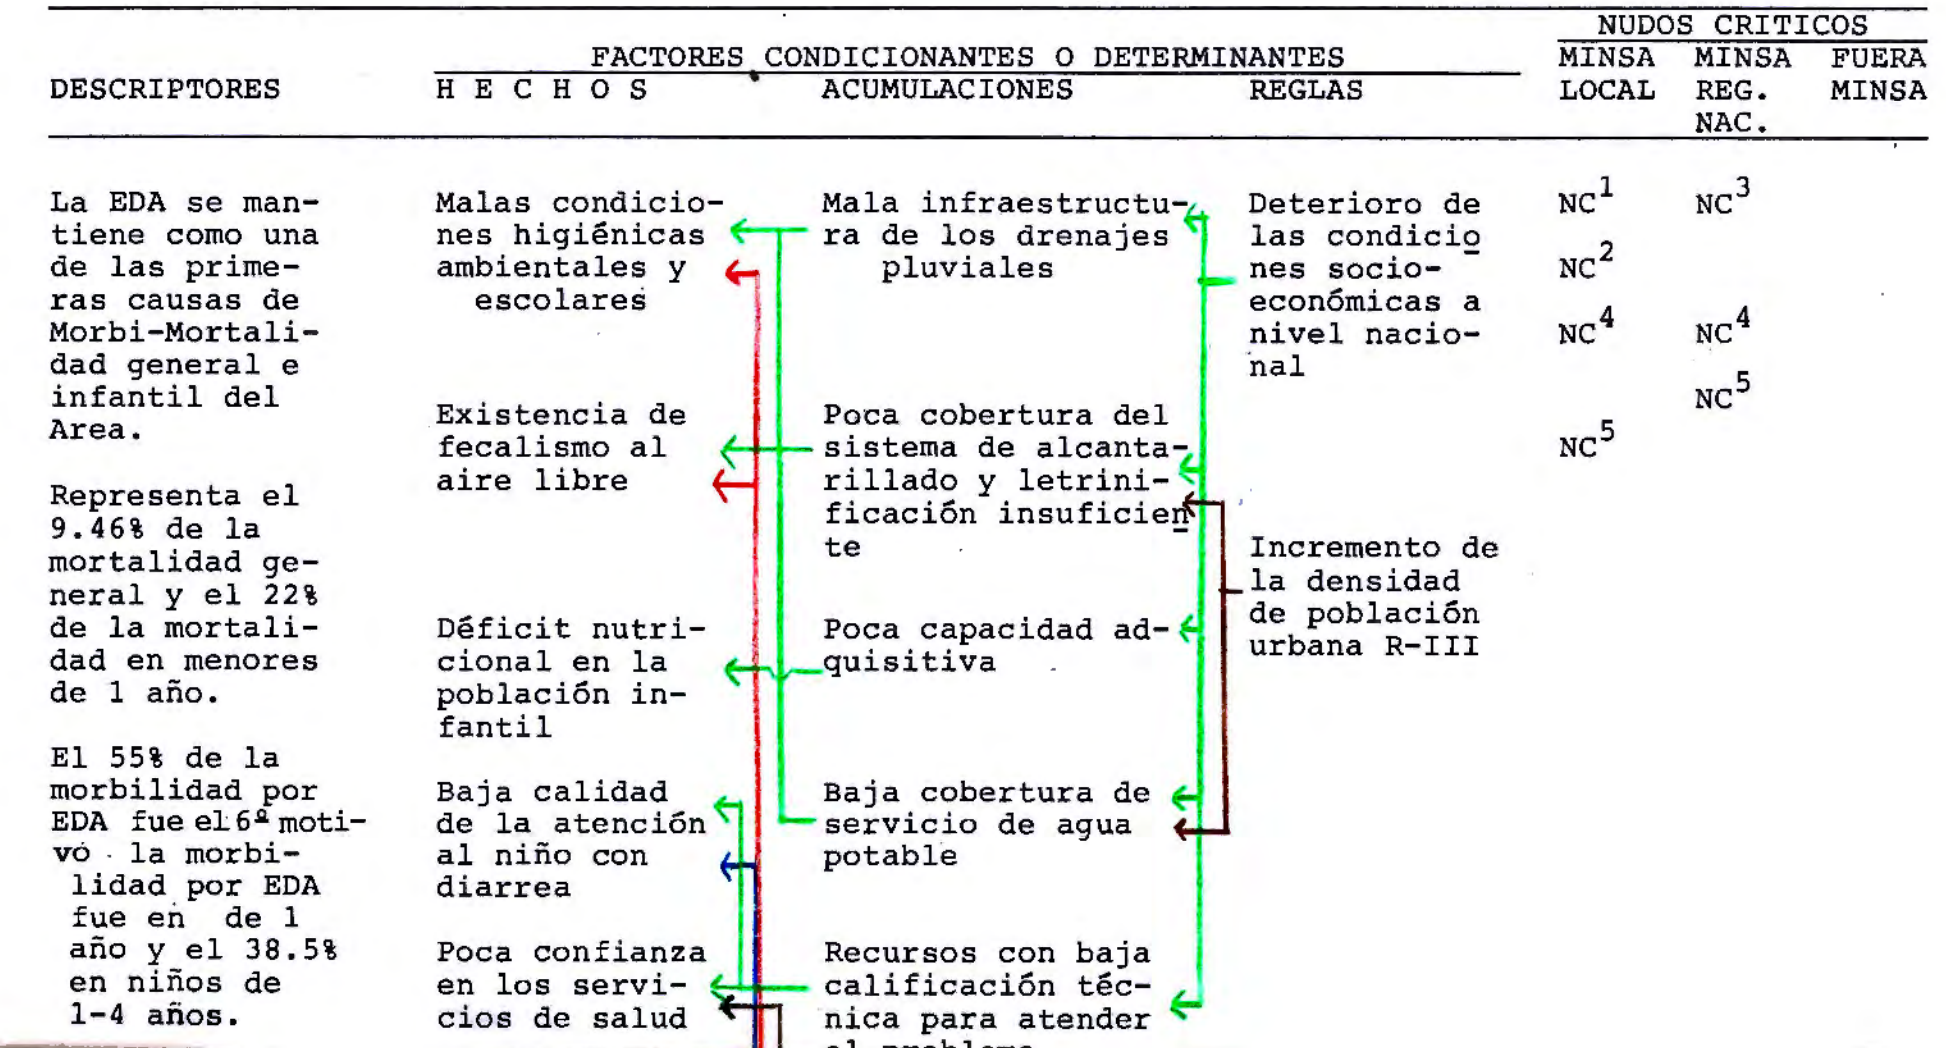 NUDOS CRITICOS
FACTORES CONDICIONANTES O DETERMINANTES
MINSA MINSA FUERA
DESCRIPTORES H E C H O S ACUMULACIONES REGLAS LOCAL REG. MINSA
NAC.
La EDA se man-
tiene como una
de las prime-
ras causas de
Morbi-Mortali-
dad general e
infantil del
Area.
Representa el
9.46% de la
mortalidad ge-
neral y el 22%
de la mortali-
dad en menores
de 1 año.
El 55% de la
morbilidad por
EDA fue el 6º moti-
vó la morbi-
lidad por EDA
fue en de 1
año y el 38.5%
en niños de
1-4 años.
Malas condicio-
nes higiénicas
ambientales y
escolares
Existencia de
fecalismo al
aire libre
Déficit nutri-
cional en la
población in-
fantil
Baja calidad
de la atención
al niño con
diarrea
Poca confianza
en los servi-
cios de salud
Mala infraestructu-
ra de los drenajes
pluviales
Poca cobertura del
sistema de alcanta-
rillado y letrini-
ficación insuficien
te
Poca capacidad ad-
quisitiva
Baja cobertura de
servicio de agua
potable
Recursos con baja
calificación téc-
nica para atender
el problema
Deterioro de
las condicio
nes socio-
económicas a
nivel nacio-
nal
Incremento de
la densidad
de población
urbana R-III
NC1 NC3
NC2
NC4 NC4
NC5
NC5